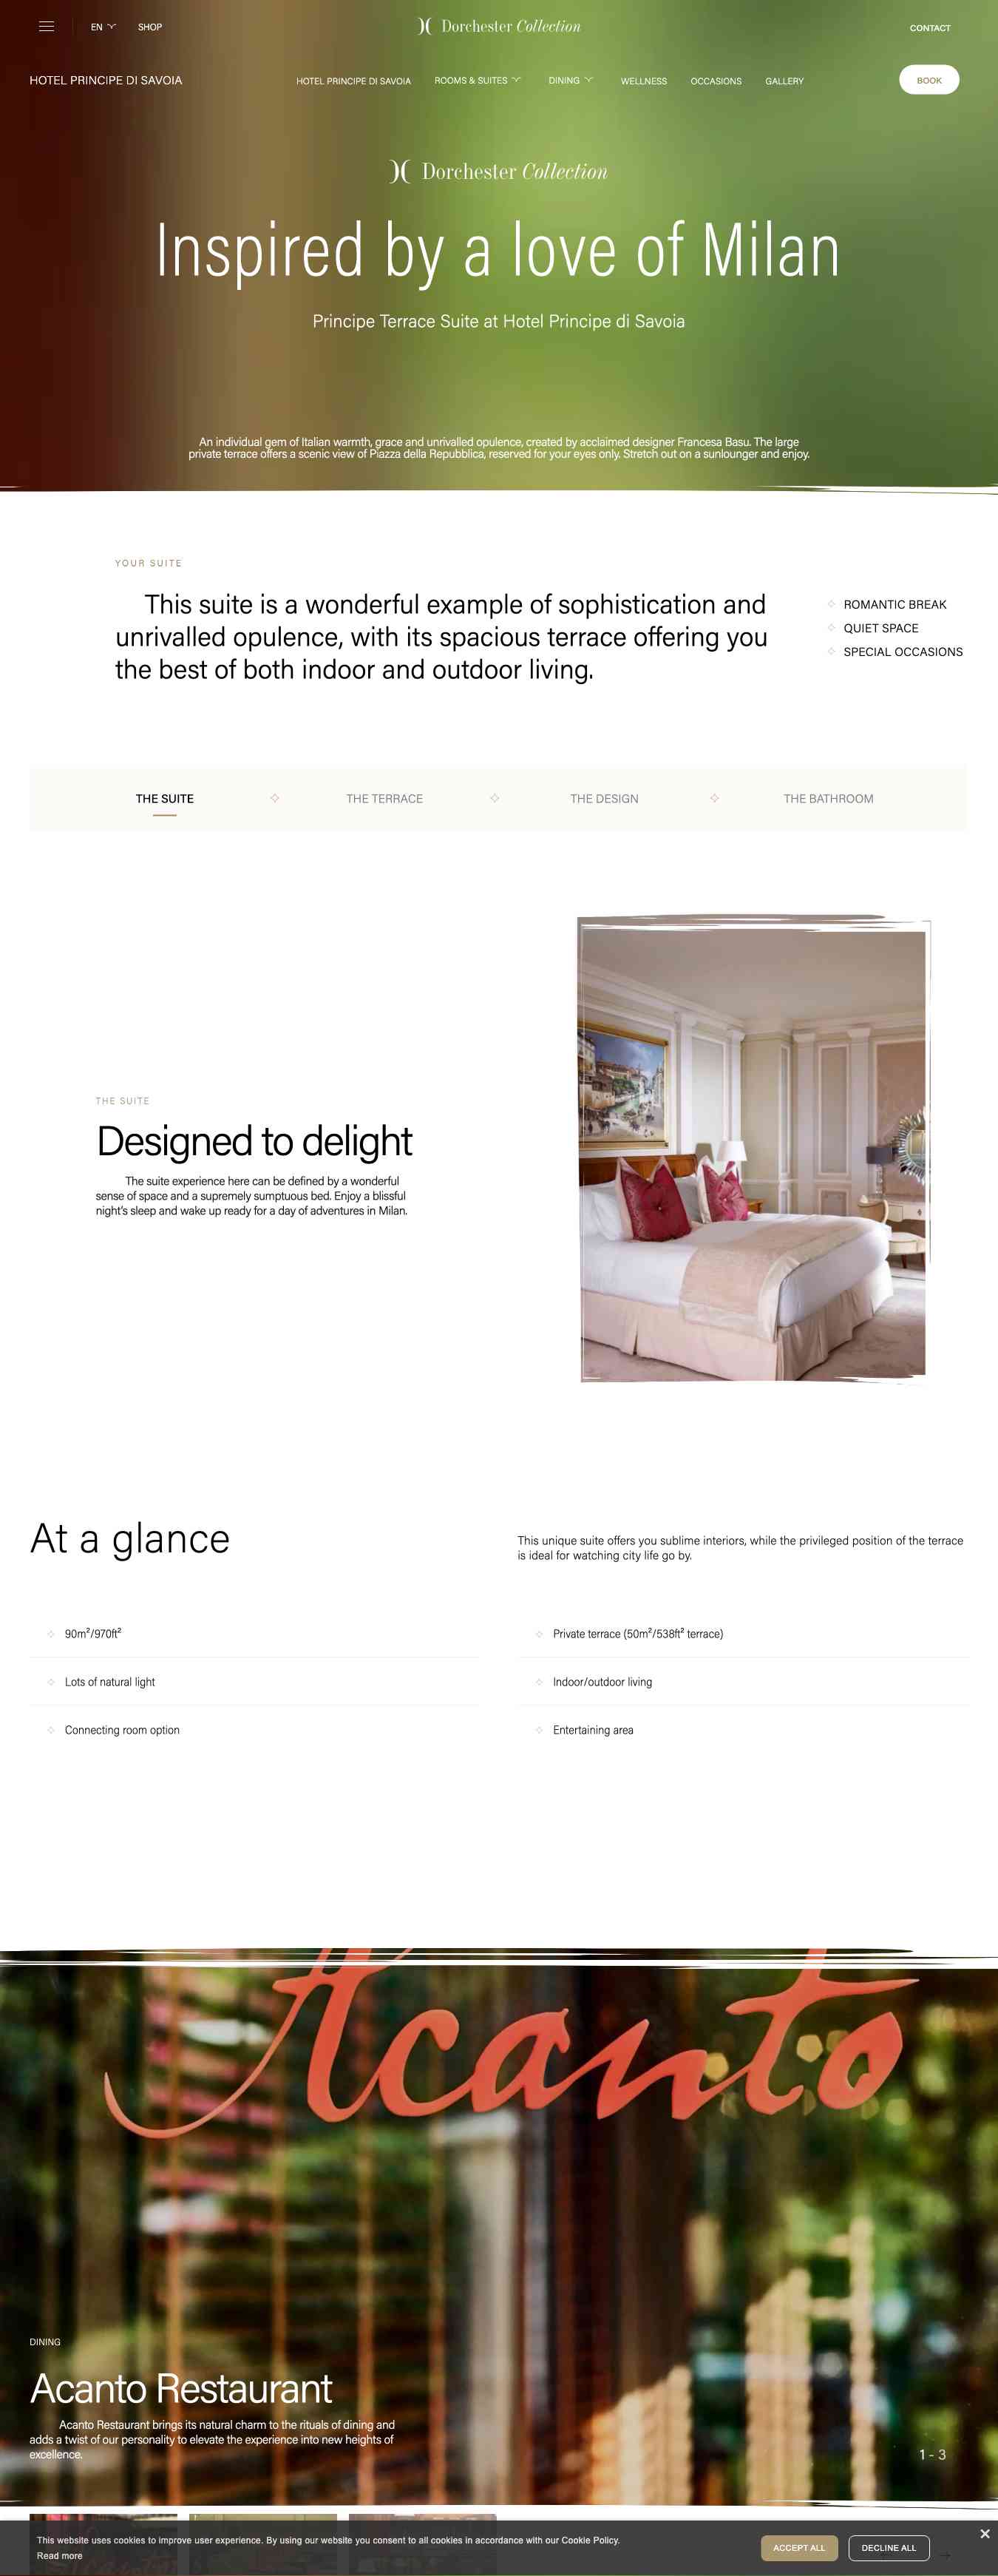 EN
SHOP
Dorchester Collection
CONTACT
HOTEL PRINCIPE DI SAVOIA
HOTEL PRINCIPE DI SAVOIA
ROOMS & SUITES
DINING
WELLNESS
OCCASIONS
GALLERY
BOOK
Dorchester Collection
Inspired by a love of Milan
Principe Terrace Suite at Hotel Principe di Savoia
An individual gem of Italian warmth, grace and unrivalled opulence, created by acclaimed designer Francesa Basu. The large
private terrace offers a scenic view of Piazza della Repubblica, reserved for your eyes only. Stretch out on a sunlounger and enjoy.
YOUR SUITE
This suite is a wonderful example of sophistication and
unrivalled opulence, with its spacious terrace offering you
the best of both indoor and outdoor living.
ROMANTIC BREAK
QUIET SPACE
SPECIAL OCCASIONS
THE SUITE
THE TERRACE
THE DESIGN
THE BATHROOM
THE SUITE
Designed to delight
The suite experience here can be defined by a wonderful
sense of space and a supremely sumptuous bed. Enjoy a blissful
night's sleep and wake up ready for a day of adventures in Milan.
At a glance
This unique suite offers you sublime interiors, while the privileged position of the terrace
is ideal for watching city life go by.
90m²/970ft²
Private terrace (50m²/538ft² terrace)
Lots of natural light
Indoor/outdoor living
Connecting room option
Entertaining area
Acanto
DINING
Acanto Restaurant
Acanto Restaurant brings its natural charm to the rituals of dining and
adds a twist of our personality to elevate the experience into new heights of
excellence.
1 - 3
This website uses cookies to improve user experience. By using our website you consent to all cookies in accordance with our Cookie Policy.
Read more
ACCEPT ALL
DECLINE ALL